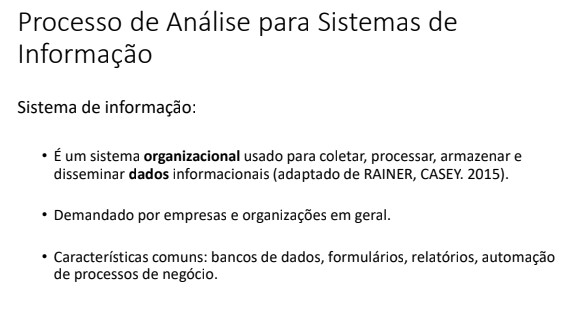 Processo de Análise para Sistemas de
Informação
Sistema de informação:
• É um sistema organizacional usado para coletar, processar, armazenar e
disseminar dados informacionais (adaptado de RAINER, CASEY. 2015).
• Demandado por empresas e organizações em geral.
• Características comuns: bancos de dados, formulários, relatórios, automação
de processos de negócio.